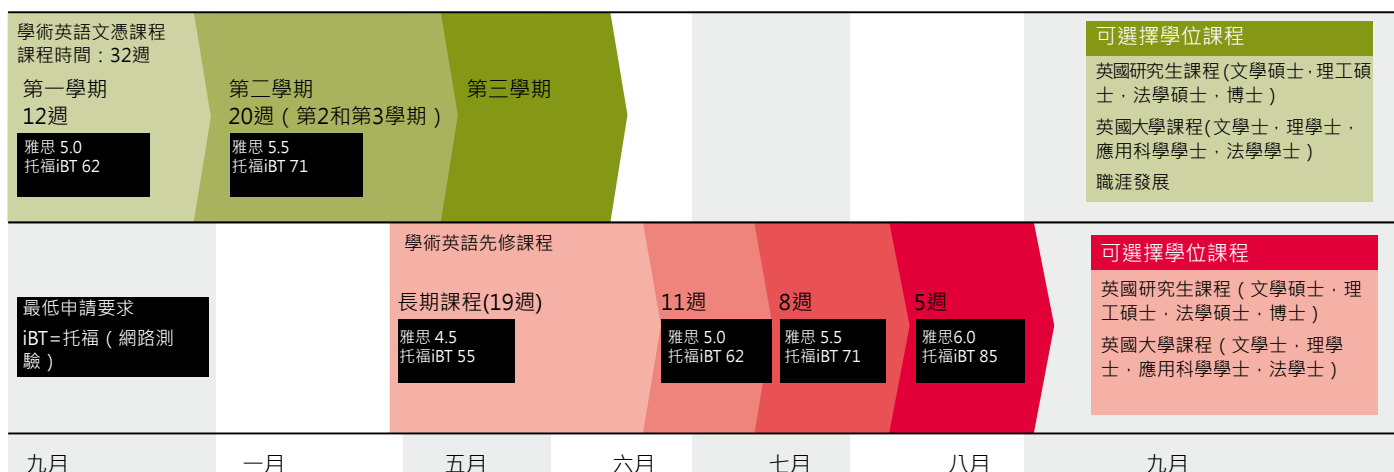 學術英語文憑課程
課程時間：32週
第一學期
12週
雅思 5.0
托福iBT 62
第二學期
20週（第2和第3學期）
雅思 5.5
托福iBT 71
第三學期
可選擇學位課程
英國研究生課程(文學碩士，理工碩
士，法學碩士，博士）
英國大學課程(文學士，理學士，
應用科學學士，法學學士）
職涯發展
最低申請要求
iBT=托福（網路測
驗）
學術英語先修課程
長期課程(19週)
雅思 4.5
托福iBT 55
11週
雅思 5.0
托福iBT 62
8週
雅思 5.5
托福iBT 71
5週
雅思6.0
托福iBT 85
可選擇學位課程
英國研究生課程（文學碩士，理
工碩士，法學碩士，博士）
英國大學課程（文學士，理學
士，應用科學學士，法學士）
九月
一月
五月
六月
七月
八月
九月